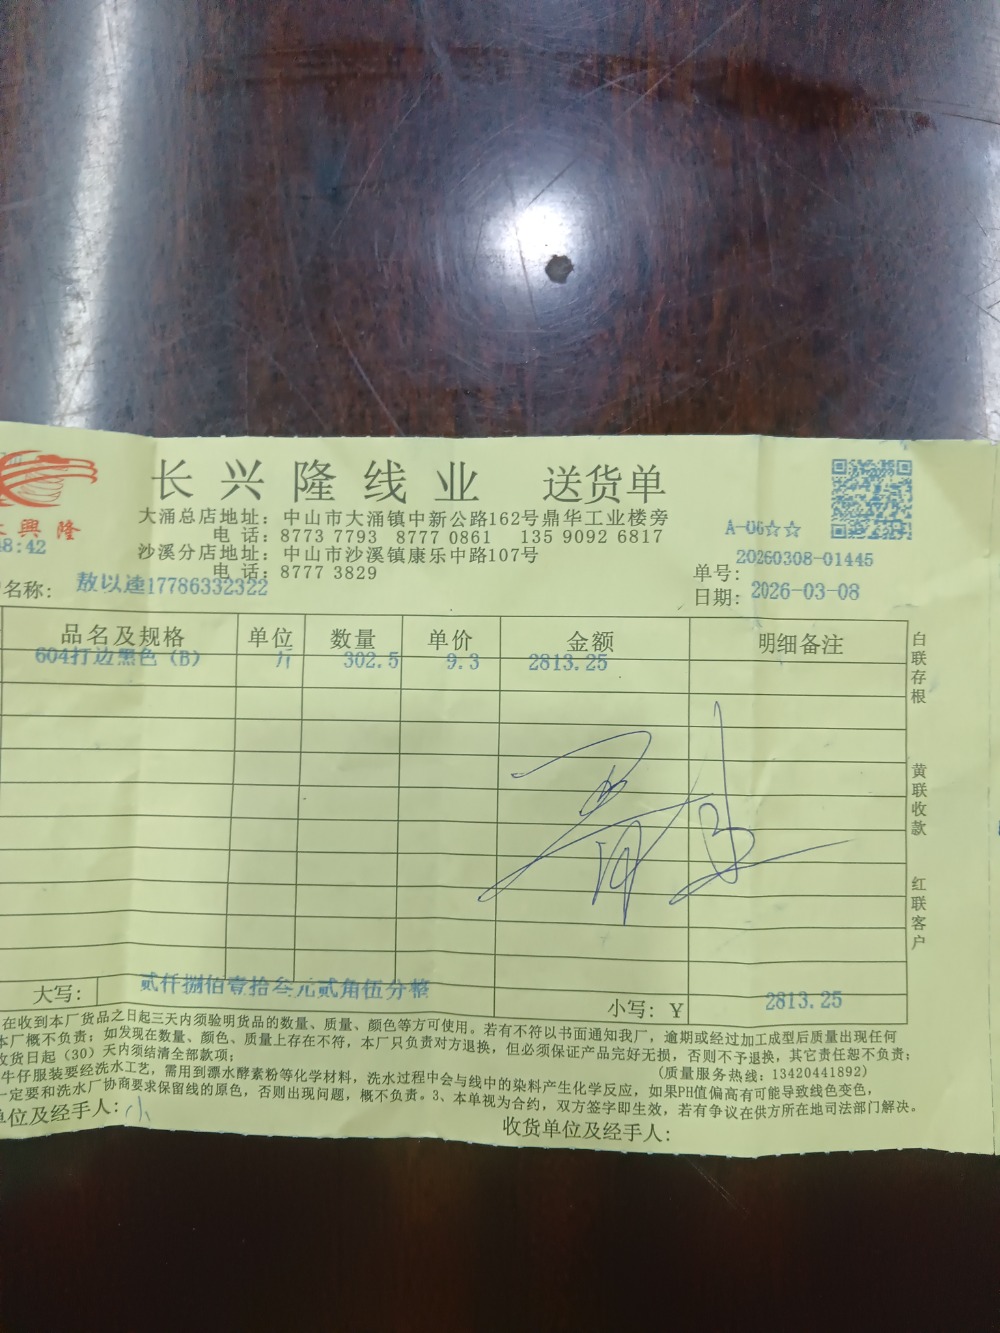 长兴隆线业 送货单
興隆
大涌总店地址：中山市大涌镇中新公路162号鼎华工业楼旁
电 话：8773 7793 8777 0861 135 9092 6817
沙溪分店地址：中山市沙溪镇康乐中路107号
电 话：8777 3829
A-06☆☆
8:42
单号：20260308-01445
名称：敖以逵17786332322
日期：2026-03-08
品名及规格 单位 数量 单价 金额 明细备注
604打边黑色（B） 斤 302.5 9.3 2813.25
白联存根
黄联收款
红联客户
大写：贰仟捌佰壹拾叁元贰角伍分整
小写：￥ 2813.25
在收到本厂货品之日起三天内须验明货品的数量、质量、颜色等方可使用。若有不符以书面通知我厂，逾期或经过加工成型后质量出现任何
本厂概不负责；如发现在数量、颜色、质量上存在不符，本厂只负责对方退换，但必须保证产品完好无损，否则不予退换，其它责任恕不负责；
收货日起（30）天内须结清全部款项；
（质量服务热线：13420441892）
牛仔服装要经洗水工艺，需用到漂水酵素粉等化学材料，洗水过程中会与线中的染料产生化学反应，如果PH值偏高有可能导致线色变色，
一定要和洗水厂协商要求保留线的原色，否则出现问题，概不负责。3、本单视为合约，双方签字即生效，若有争议在供方所在地司法部门解决。
单位及经手人：
收货单位及经手人：